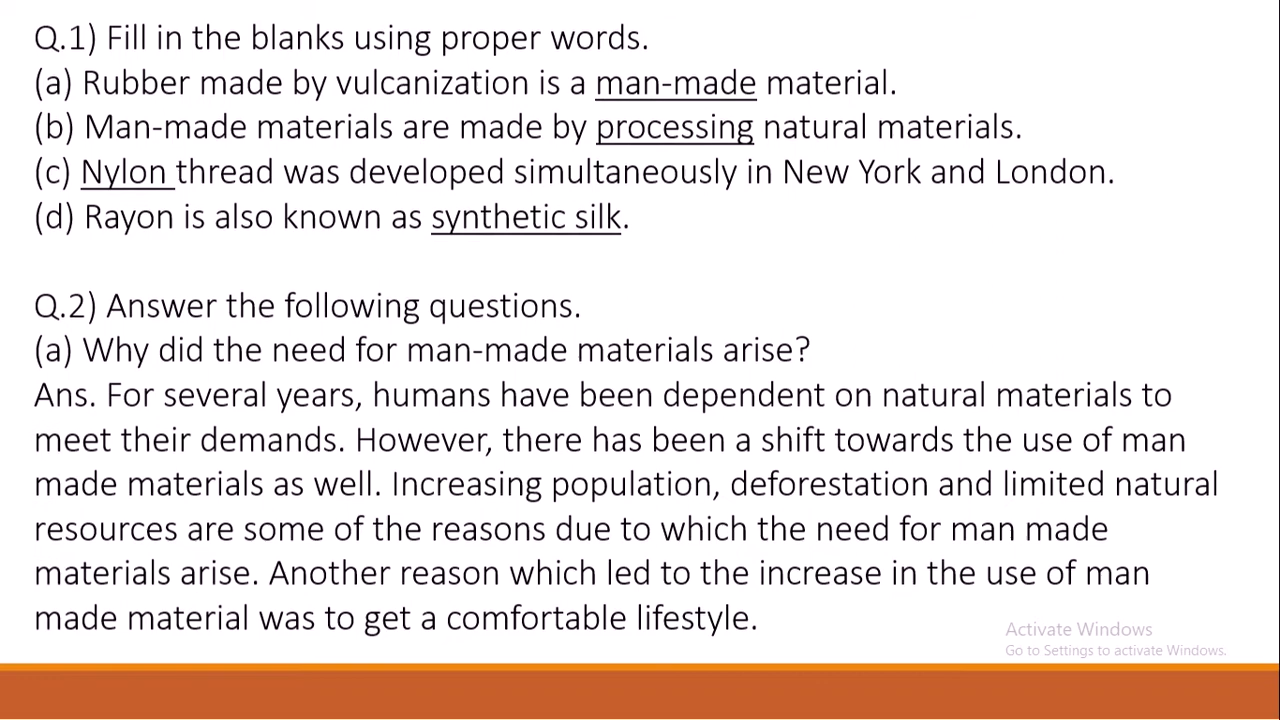 Q.1) Fill in the blanks using proper words.
(a) Rubber made by vulcanization is a man-made material.
(b) Man-made materials are made by processing natural materials.
(c) Nylon thread was developed simultaneously in New York and London.
(d) Rayon is also known as synthetic silk.
Q.2) Answer the following questions.
(a) Why did the need for man-made materials arise?
Ans. For several years, humans have been dependent on natural materials to
meet their demands. However, there has been a shift towards the use of man
made materials as well. Increasing population, deforestation and limited natural
resources are some of the reasons due to which the need for man made
materials arise. Another reason which led to the increase in the use of man
made material was to get a comfortable lifestyle.
Activate Windows
Go to Settings to activate Windows.